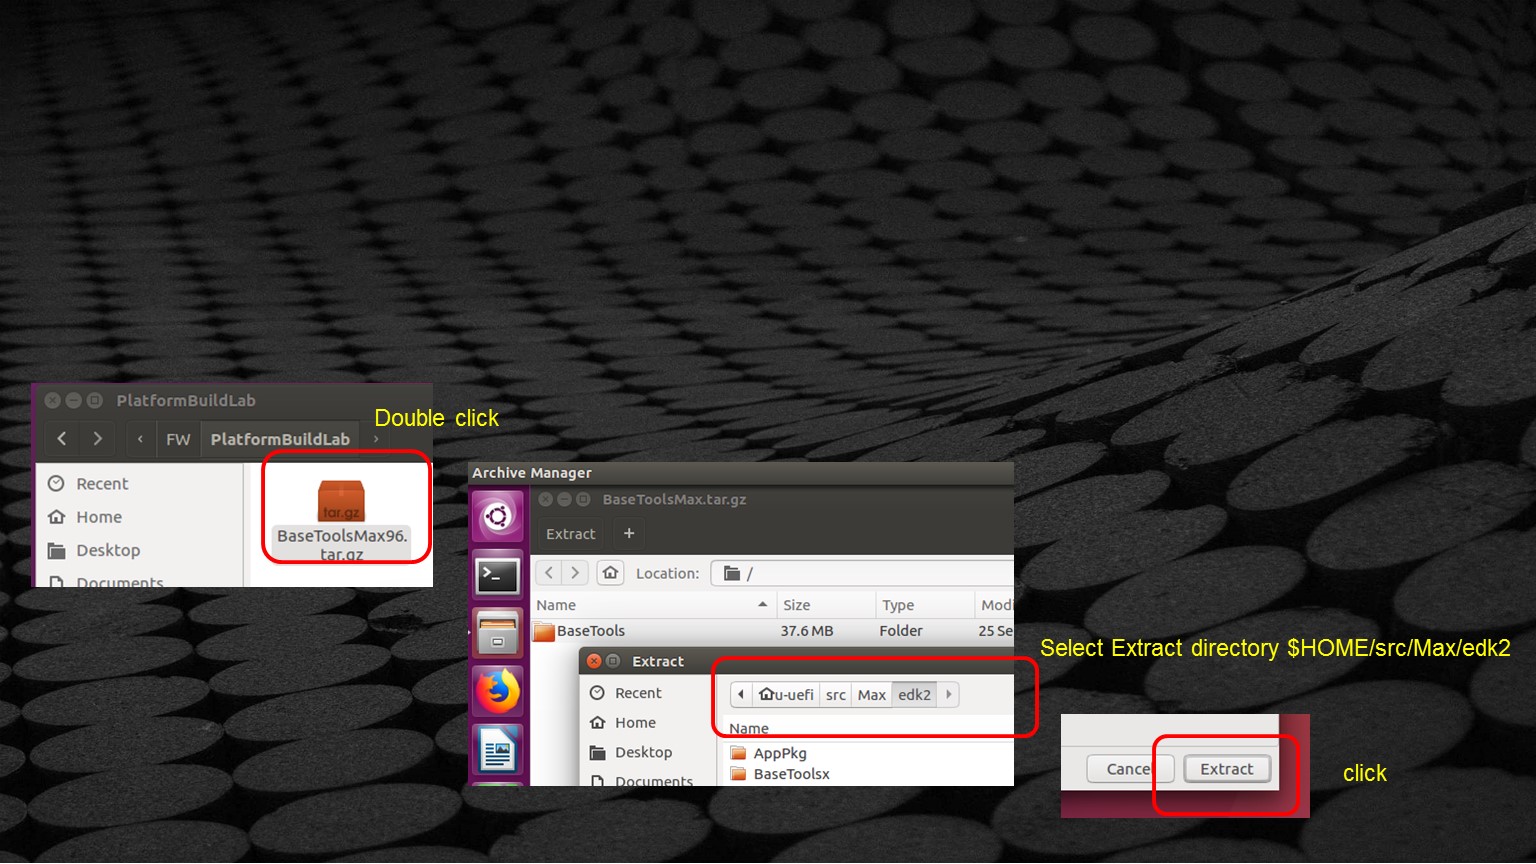 PlatformBuildLab
Double click
FW
PlatformBuildLab
Recent
Home
Desktop
Documents
tar.gz
BaseToolsMax96.
tar.gz
Archive Manager
BaseToolsMax.tar.gz
Extract +
Location: /
Name Size Type Modi
BaseTools 37.6 MB Folder 25 Se
Extract
Recent
Home
Desktop
Documents
u-uefi src Max edk2
Name
AppPkg
BaseToolsx
Select Extract directory $HOME/src/Max/edk2
Cancel Extract
click